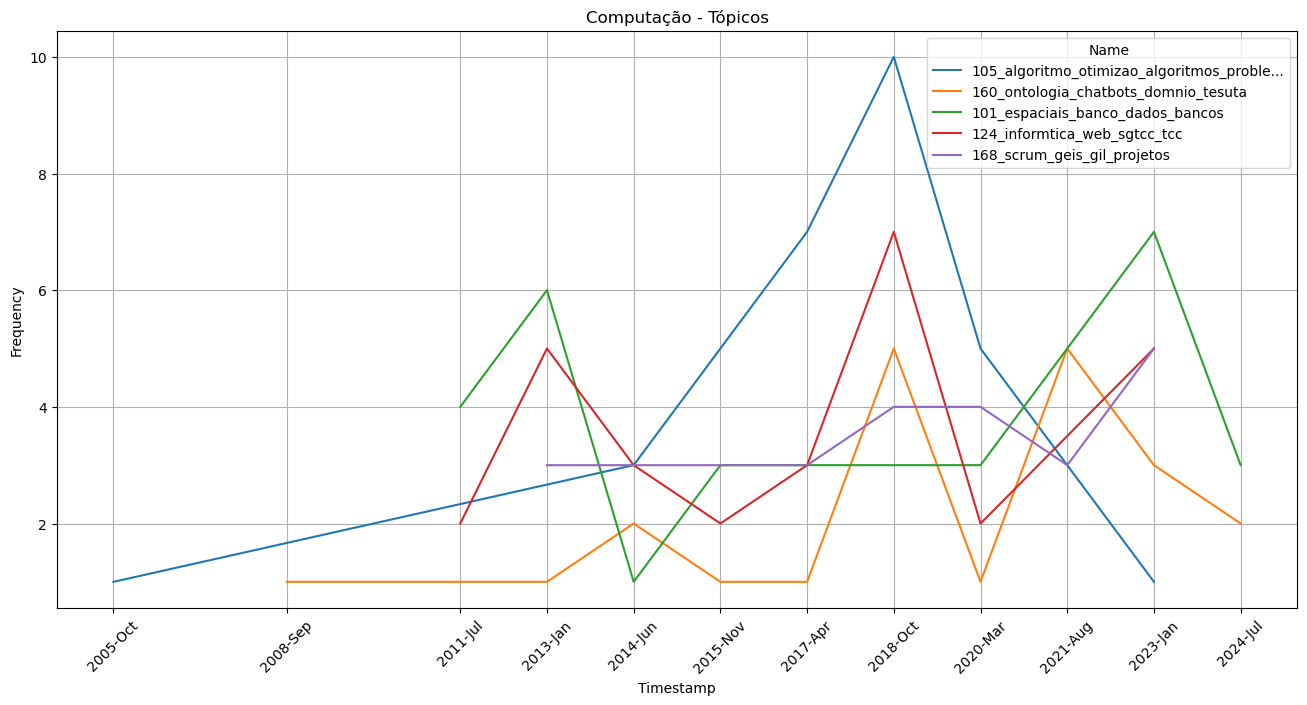 Computação - Tópicos
Name
105_algoritmo_otimizao_algoritmos_proble...
160_ontologia_chatbots_domnio_tesuta
101_espaciais_banco_dados_bancos
124_informtica_web_sgtcc_tcc
168_scrum_geis_gil_projetos
Frequency
10
8
6
4
2
2005-Oct
2008-Sep
2011-Jul
2013-Jan
2014-Jun
2015-Nov
2017-Apr
2018-Oct
2020-Mar
2021-Aug
2023-Jan
2024-Jul
Timestamp